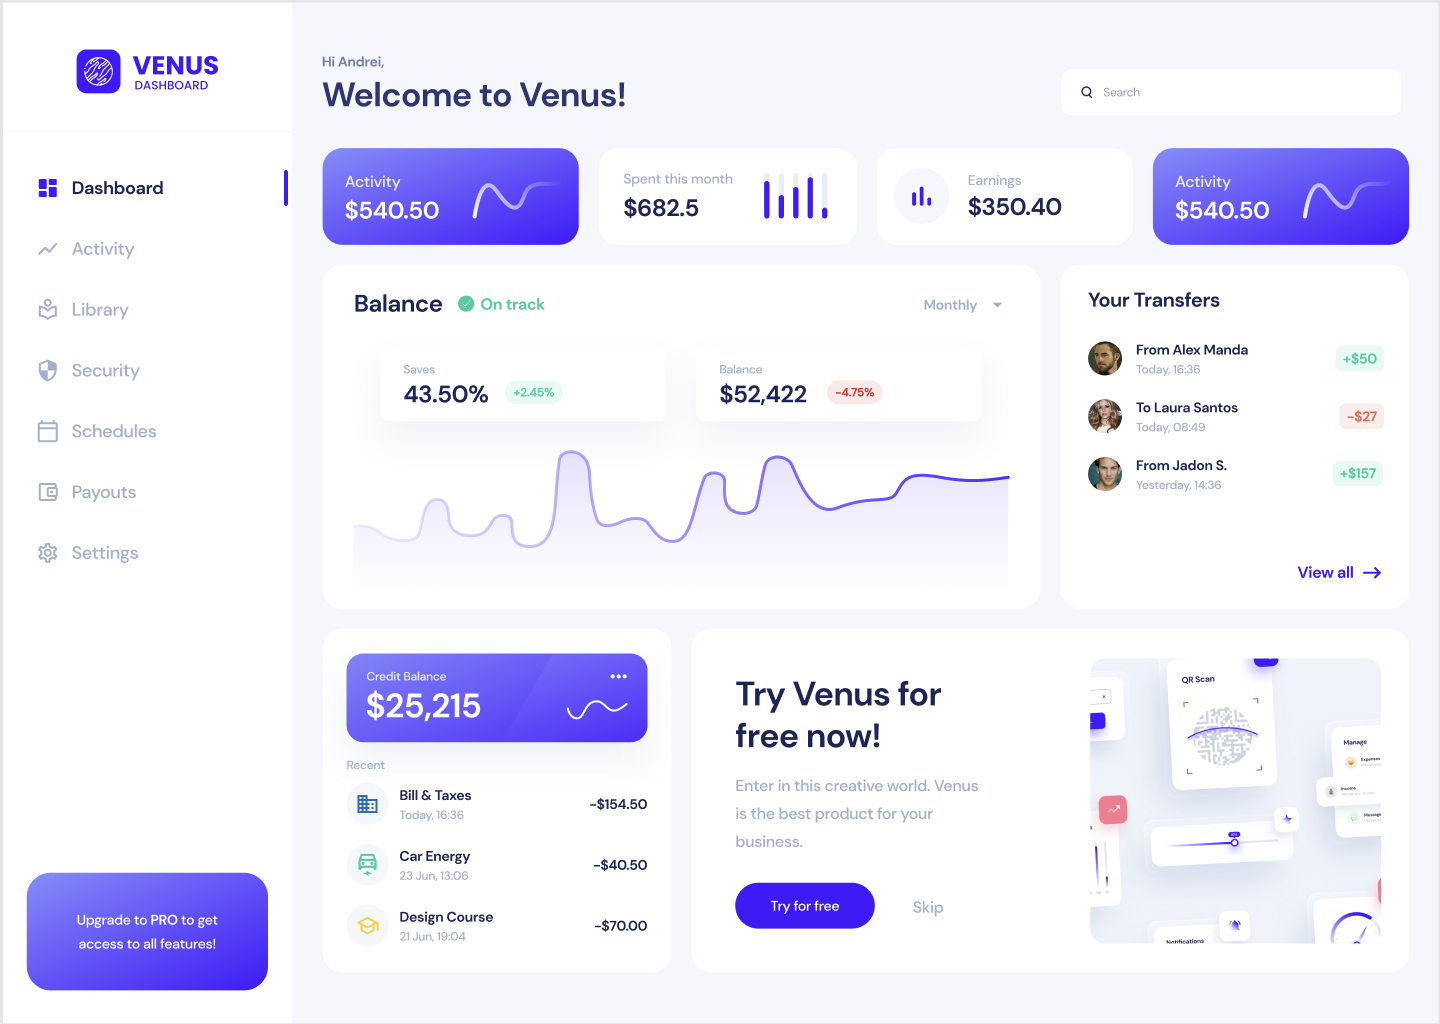 VENUS
DASHBOARD
Dashboard
Activity
Library
Security
Schedules
Payouts
Settings
Upgrade to PRO to get
access to all features!
Hi Andrei,
Welcome to Venus!
Search
Activity
$540.50
Spent this month
$682.5
Earnings
$350.40
Activity
$540.50
Balance
On track
Monthly
Saves
43.50%
+2.45%
Balance
$52,422
-4.75%
Your Transfers
From Alex Manda
Today, 16:36
+$50
To Laura Santos
Today, 08:49
-$27
From Jadon S.
Yesterday, 14:36
+$157
View all
Credit Balance
$25,215
Recent
Bill & Taxes
Today, 16:36
-$154.50
Car Energy
23 Jun, 13:06
-$40.50
Design Course
21 Jun, 19:04
-$70.00
Try Venus for
free now!
Enter in this creative world. Venus
is the best product for your
business.
Try for free
Skip
QR Scan
Manage
Expenses
Income
Notifications